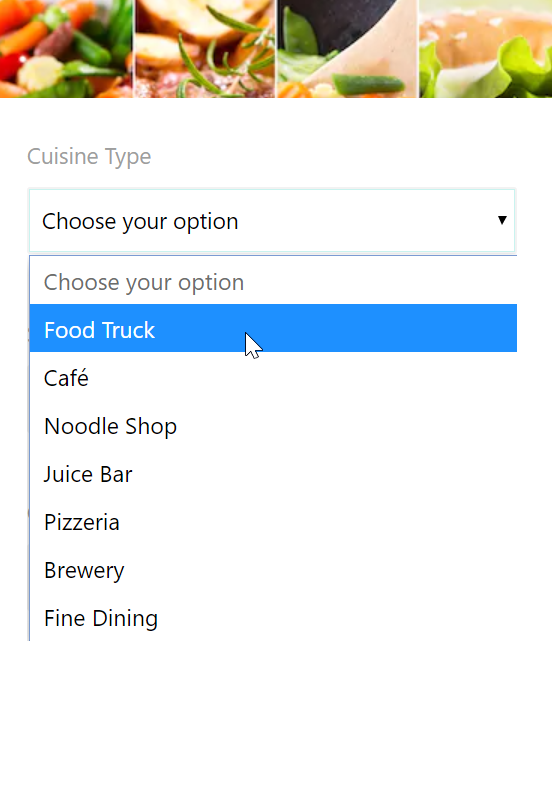 Cuisine Type
Choose your option
Choose your option
Food Truck
Café
Noodle Shop
Juice Bar
Pizzeria
Brewery
Fine Dining